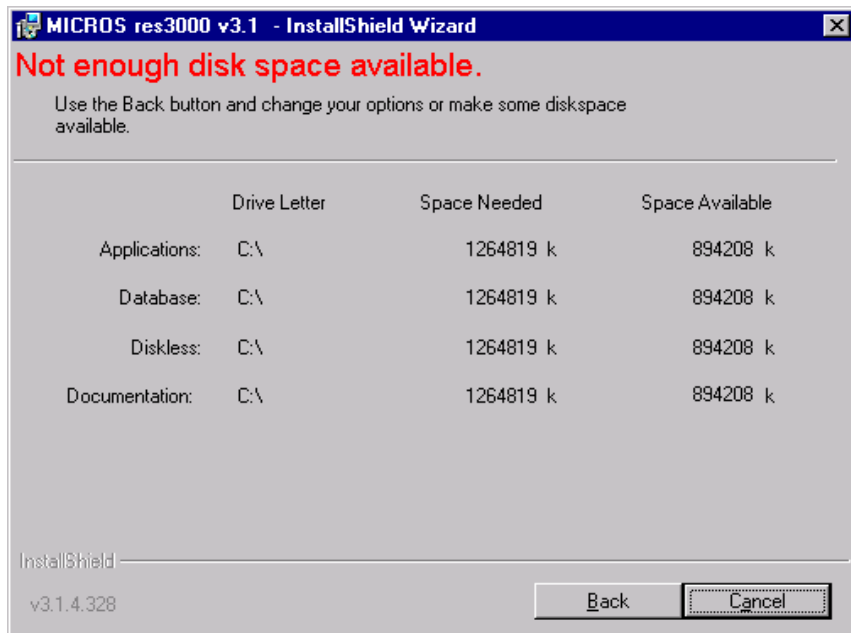 MICROS res3000 v3.1 - InstallShield Wizard
Not enough disk space available.
Use the Back button and change your options or make some diskspace
available.
Drive Letter Space Needed Space Available
Applications: C:\ 1264819 k 894208 k
Database: C:\ 1264819 k 894208 k
Diskless: C:\ 1264819 k 894208 k
Documentation: C:\ 1264819 k 894208 k
InstallShield
v3.1.4.328
Back Cancel